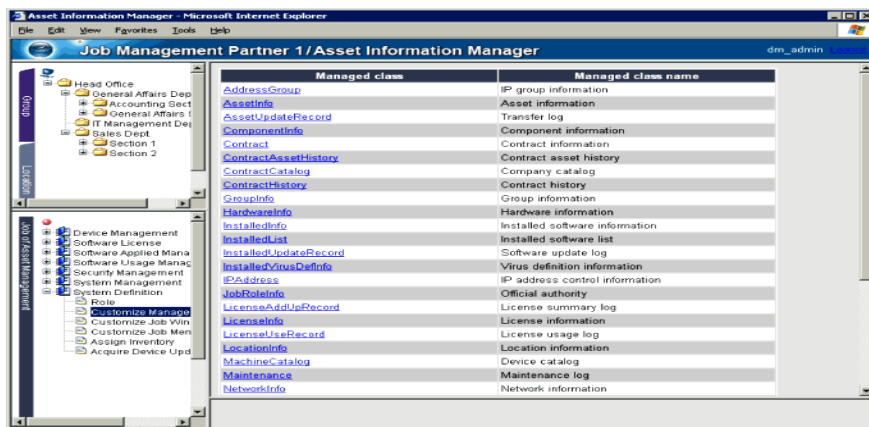 Asset Information Manager - Microsoft Internet Explorer
File Edit View Favorites Tools Help
Job Management Partner 1/Asset Information Manager
dm_admin Logout
Group
Location
Head Office
General Affairs Dep
Accounting Sect
General Affairs
IT Management Dep
Sales Dept
Section 1
Section 2
Job of Asset Management
Device Management
Software License
Software Applied Mana
Software Usage Manag
Security Management
System Management
System Definition
Role
Customize Manage
Customize Job Win
Customize Job Men
Assign Inventory
Acquire Device Upd
Managed class Managed class name
AddressGroup IP group information
AssetInfo Asset information
AssetUpdateRecord Transfer log
ComponentInfo Component information
Contract Contract information
ContractAssetHistory Contract asset history
ContractCatalog Company catalog
ContractHistory Contract history
GroupInfo Group information
HardwareInfo Hardware information
InstalledInfo Installed software information
InstalledList Installed software list
InstalledUpdateRecord Software update log
InstalledVirusDefInfo Virus definition information
IPAddress IP address control information
JobRoleInfo Official authority
LicenseAddUpRecord License summary log
LicenseInfo License information
LicenseUseRecord License usage log
LocationInfo Location information
MachineCatalog Device catalog
Maintenance Maintenance log
NetworkInfo Network information